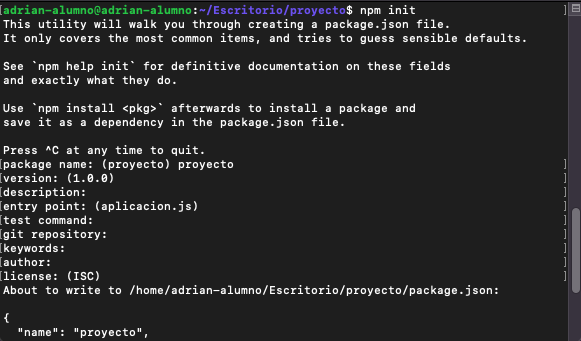 [adrian-alumno@adrian-alumno:~/Escritorio/proyecto$ npm init ]
This utility will walk you through creating a package.json file.
It only covers the most common items, and tries to guess sensible defaults.

See `npm help init` for definitive documentation on these fields
and exactly what they do.

Use `npm install <pkg>` afterwards to install a package and
save it as a dependency in the package.json file.

Press ^C at any time to quit.
[package name: (proyecto) proyecto ]
[version: (1.0.0) ]
[description: ]
[entry point: (aplicacion.js) ]
[test command: ]
[git repository: ]
[keywords: ]
[author: ]
[license: (ISC) ]
About to write to /home/adrian-alumno/Escritorio/proyecto/package.json:

{
  "name": "proyecto",